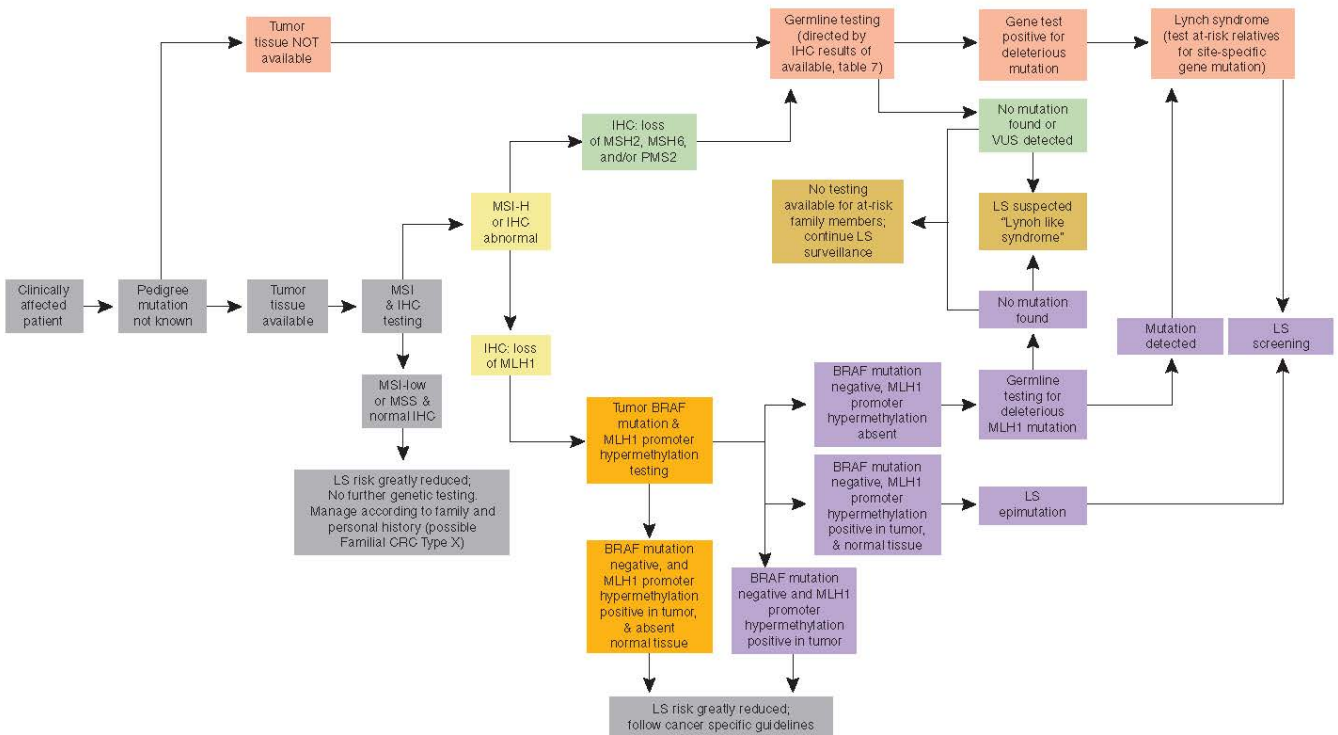 Tumor
tissue NOT
available
Germline testing
(directed by
IHC results of
available, table 7)
Gene test
positive for
deleterious
mutation
Lynch syndrome
(test at-risk relatives
for site-specific
gene mutation)
IHC: loss
of MSH2, MSH6,
and/or PMS2
No mutation
found or
VUS detected
MSI-H
or IHC
abnormal
No testing
available for at-risk
family members;
continue LS
surveillance
LS suspected
"Lynoh like
syndrome"
Clinically
affected
patient
Pedigree
mutation
not known
Tumor
tissue
available
MSI
& IHC
testing
No mutation
found
IHC: loss
of MLH1
Mutation
detected
LS
screening
MSI-low
or MSS &
normal IHC
Tumor BRAF
mutation &
MLH1 promoter
hypermethylation
testing
BRAF mutation
negative, MLH1
promoter
hypermethylation
absent
Germline
testing for
deleterious
MLH1 mutation
LS risk greatly reduced;
No further genetic testing.
Manage according to family and
personal history (possible
Familial CRC Type X)
BRAF mutation
negative, MLH1
promoter
hypermethylation
positive in tumor,
& normal tissue
LS
epimutation
BRAF mutation
negative, and
MLH1 promoter
hypermethylation
positive in tumor,
& absent
normal tissue
BRAF mutation
negative and MLH1
promoter
hypermethylation
positive in tumor
LS risk greatly reduced;
follow cancer specific guidelines